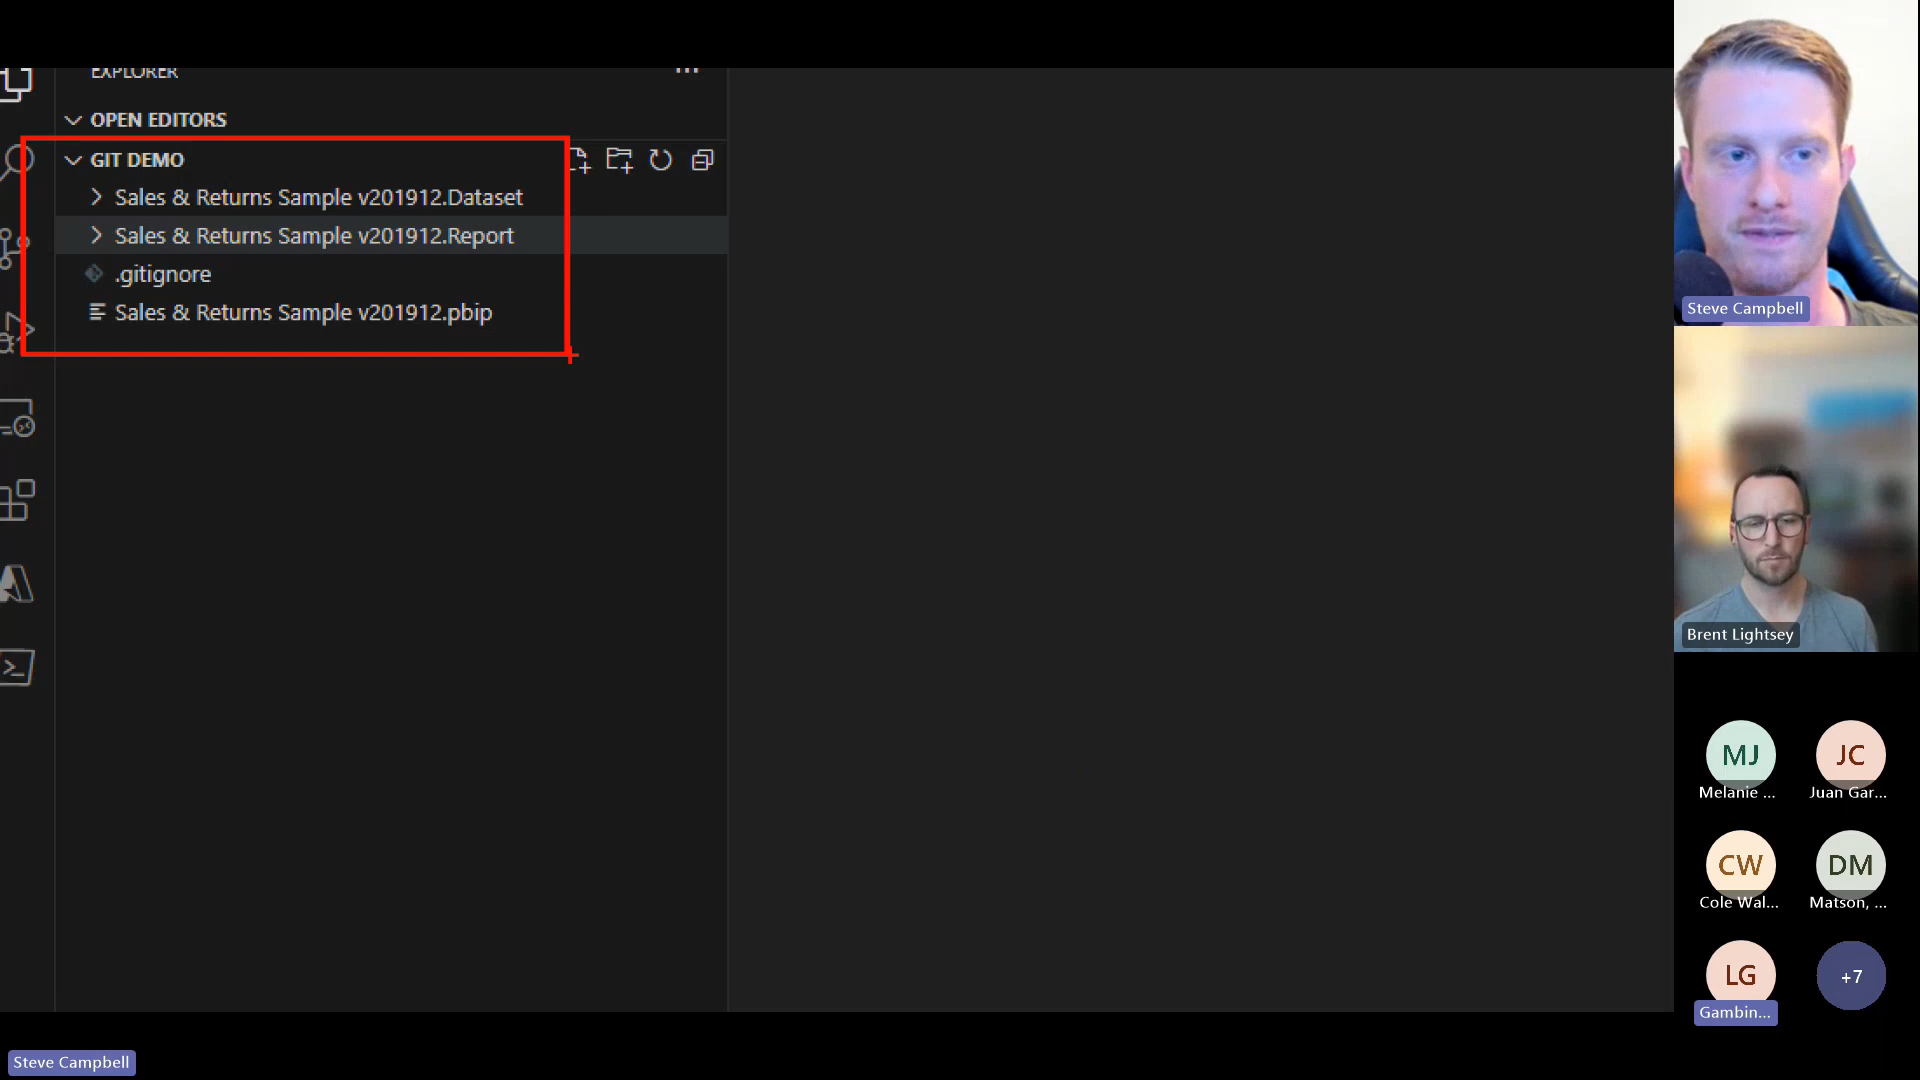 EXPLORER
OPEN EDITORS
GIT DEMO
Sales & Returns Sample v201912.Dataset
Sales & Returns Sample v201912.Report
.gitignore
Sales & Returns Sample v201912.pbip
Steve Campbell
Brent Lightsey
MJ
JC
Melanie ...
Juan Gar...
CW
DM
Cole Wal...
Matson, ...
LG
+7
Gambin...
Steve Campbell